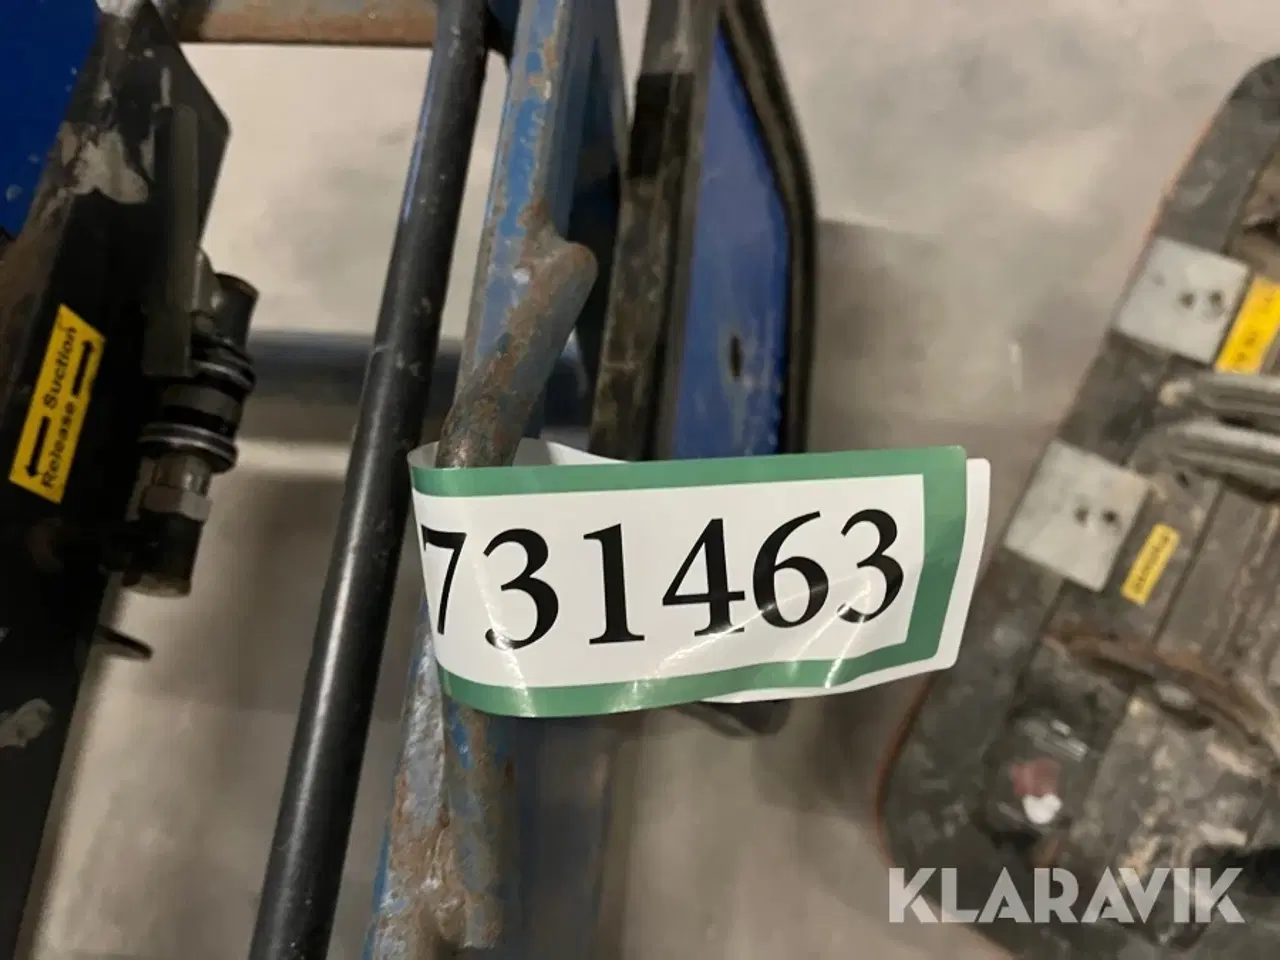 Suction
Release
731463
KLARAVIK